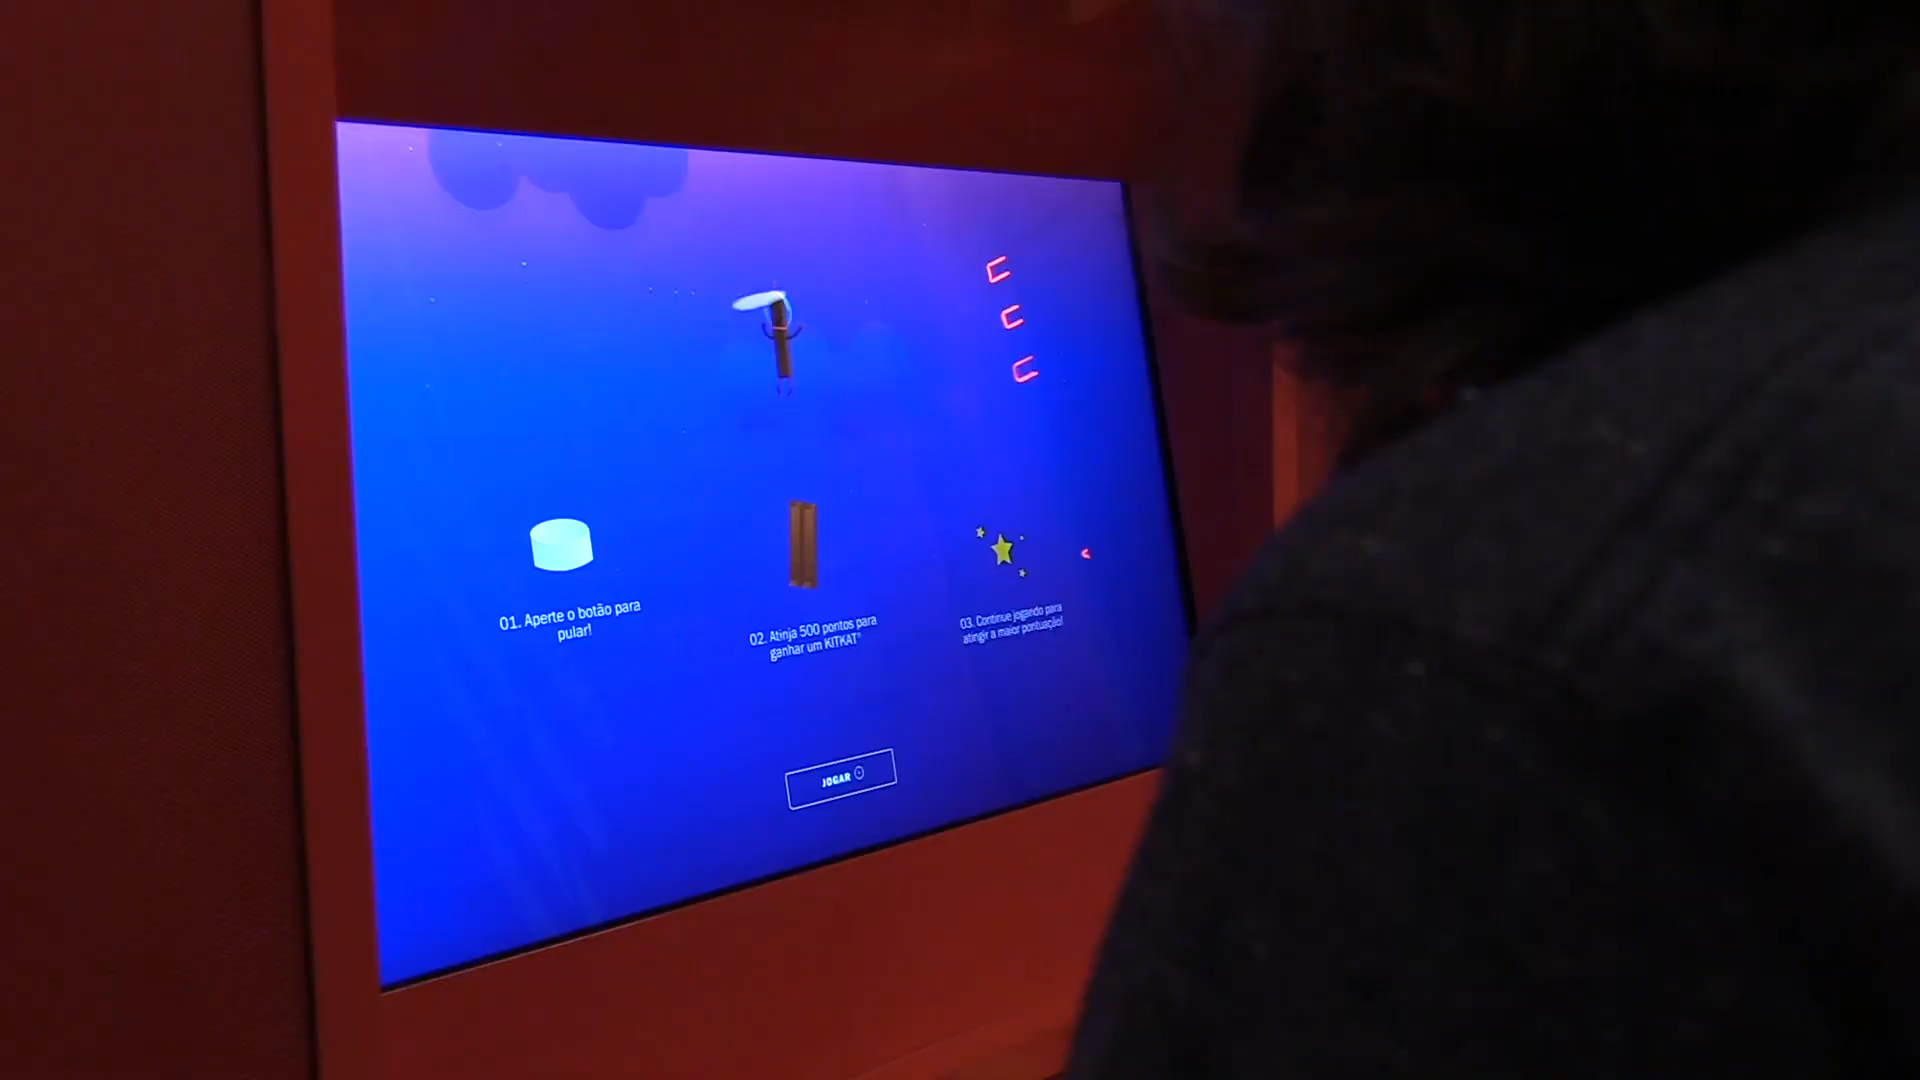 01. Aperte o botão para
pular!
02. Atinja 500 pontos para
ganhar um KITKAT®
03. Continue jogando para
atingir a maior pontuação!
JOGAR